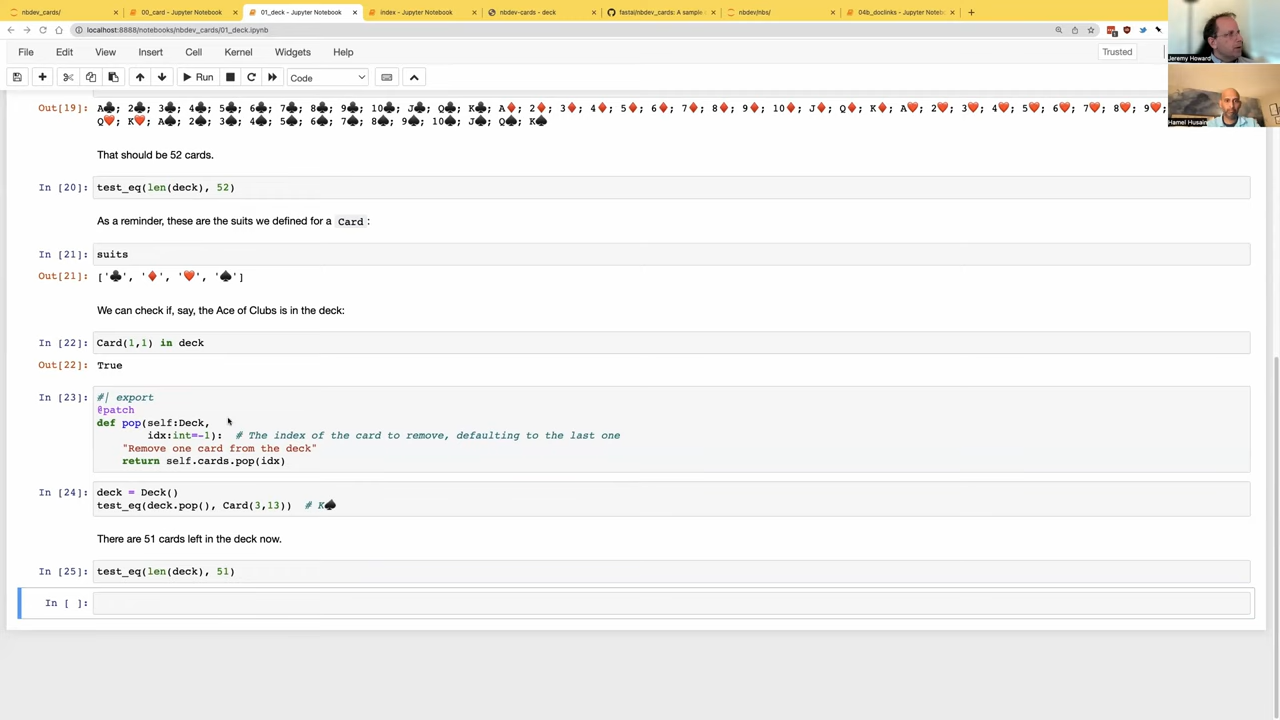 nbdev_cards/
00_card - Jupyter Notebook
01_deck - Jupyter Notebook
index - Jupyter Notebook
nbdev-cards - deck
fastai/nbdev_cards: A sample
nbdev/nbs/
04b_doclinks - Jupyter Notebook
localhost:8888/notebooks/nbdev_cards/01_deck.ipynb
File Edit View Insert Cell Kernel Widgets Help
Trusted
Run Code
Jeremy Howard
Out[19]: A♣; 2♣; 3♣; 4♣; 5♣; 6♣; 7♣; 8♣; 9♣; 10♣; J♣; Q♣; K♣; A♦; 2♦; 3♦; 4♦; 5♦; 6♦; 7♦; 8♦; 9♦; 10♦; J♦; Q♦; K♦; A♥; 2♥; 3♥; 4♥; 5♥; 6♥; 7♥; 8♥; 9♥;
Q♥; K♥; A♠; 2♠; 3♠; 4♠; 5♠; 6♠; 7♠; 8♠; 9♠; 10♠; J♠; Q♠; K♠
Hamel Husain
That should be 52 cards.
In [20]: test_eq(len(deck), 52)
As a reminder, these are the suits we defined for a Card:
In [21]: suits
Out[21]: ['♣', '♦', '♥', '♠']
We can check if, say, the Ace of Clubs is in the deck:
In [22]: Card(1,1) in deck
Out[22]: True
In [23]: #| export
@patch
def pop(self:Deck,
idx:int=-1): # The index of the card to remove, defaulting to the last one
"Remove one card from the deck"
return self.cards.pop(idx)
In [24]: deck = Deck()
test_eq(deck.pop(), Card(3,13)) # K♠
There are 51 cards left in the deck now.
In [25]: test_eq(len(deck), 51)
In [ ]: